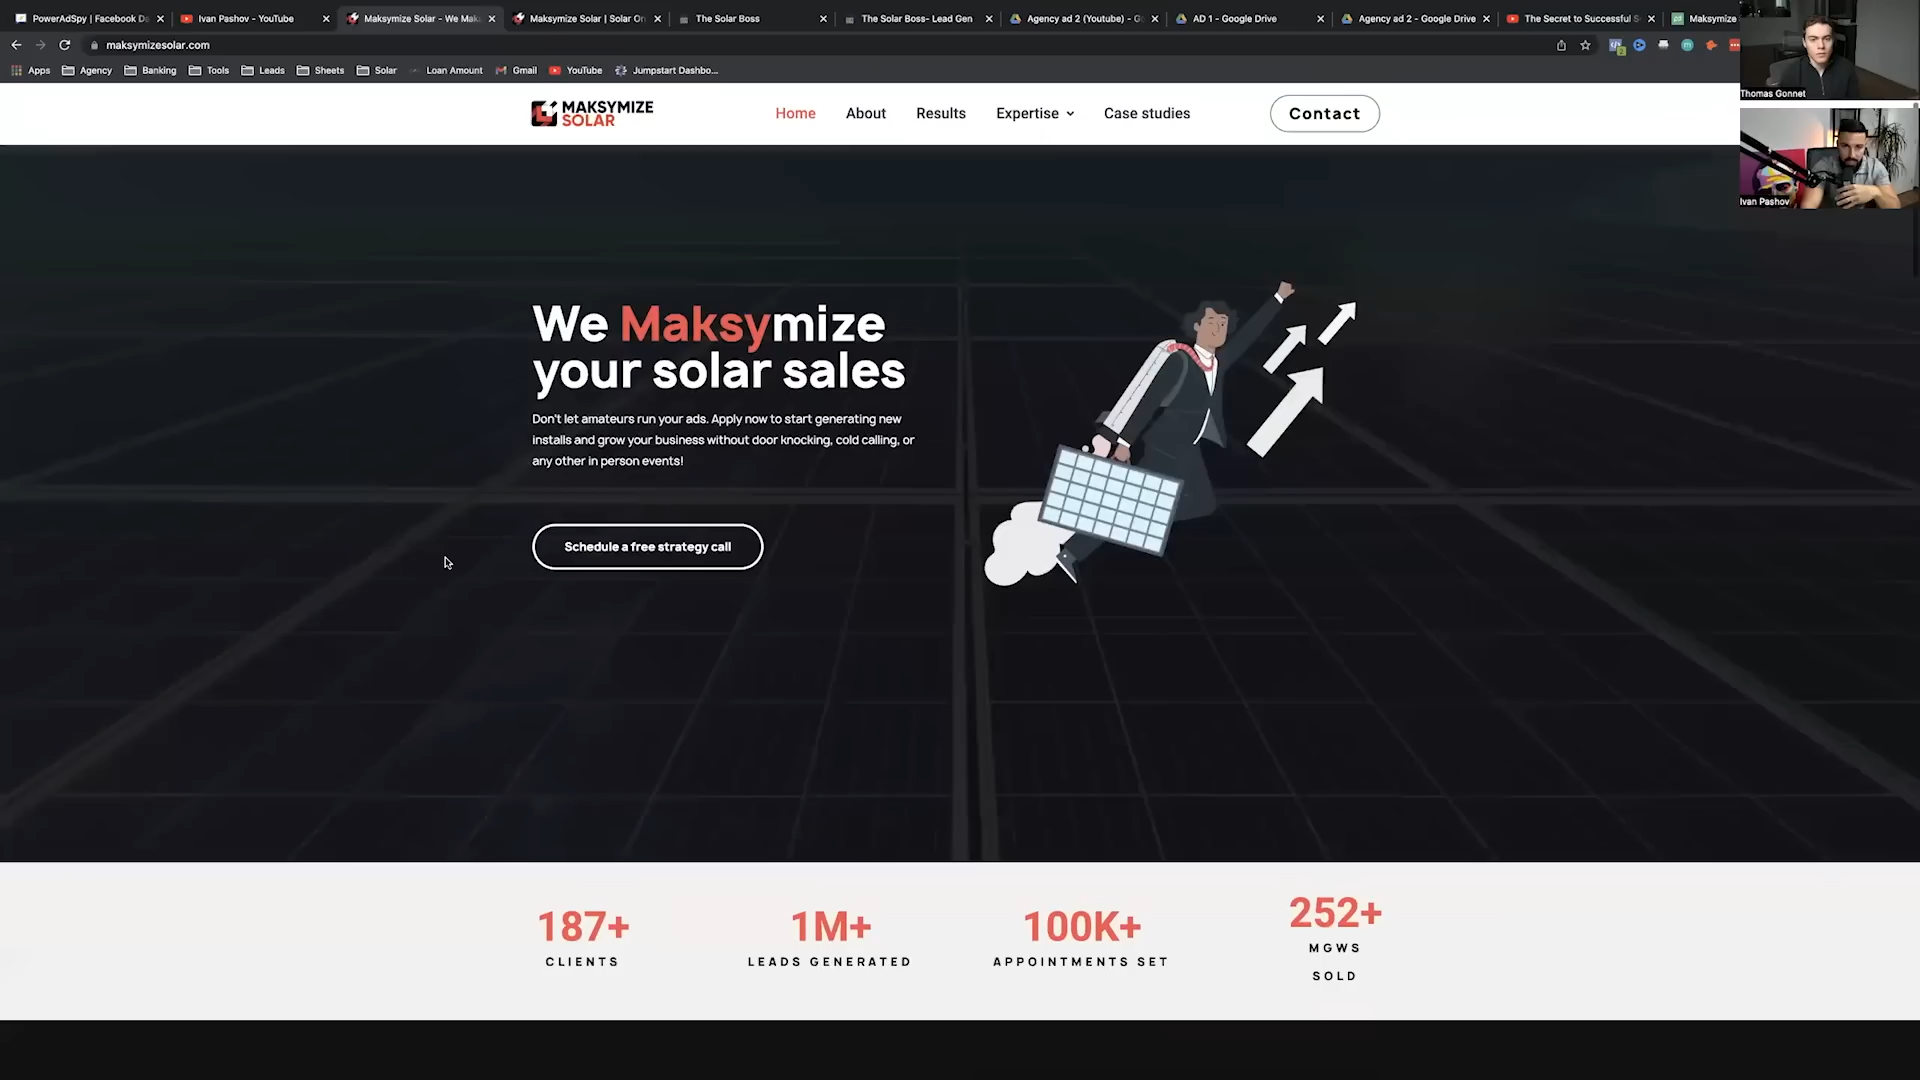 PowerAdSpy | Facebook Da
Ivan Pashov - YouTube
Maksymize Solar - We Mak
Maksymize Solar | Solar On
The Solar Boss
The Solar Boss- Lead Gen
Agency ad 2 (Youtube) - G
AD 1 - Google Drive
Agency ad 2 - Google Drive
The Secret to Successful S
Maksymize
maksymizesolar.com
Apps
Agency
Banking
Tools
Leads
Sheets
Solar
Loan Amount
Gmail
YouTube
Jumpstart Dashbo...
Thomas Gonnet
Ivan Pashov
MAKSYMIZE
SOLAR
Home
About
Results
Expertise
Case studies
Contact
We Maksymize
your solar sales
Don't let amateurs run your ads. Apply now to start generating new
installs and grow your business without door knocking, cold calling, or
any other in person events!
Schedule a free strategy call
187+
CLIENTS
1M+
LEADS GENERATED
100K+
APPOINTMENTS SET
252+
MGWS
SOLD